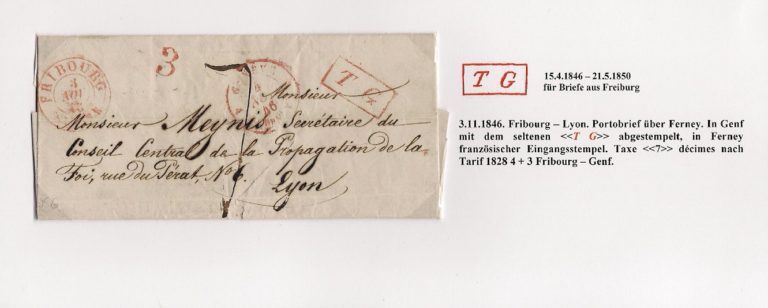 FRIBOURG
3
3
T G
Monsieur
Monsieur Meynis Secrétaire du
Conseil Central de la Propagation de la
Foi, rue du Pérat, No 6.
Lyon
7
T G
15.4.1846 – 21.5.1850
für Briefe aus Freiburg
3.11.1846. Fribourg – Lyon. Portobrief über Ferney. In Genf
mit dem seltenen <<T G>> abgestempelt, in Ferney
französischer Eingangsstempel. Taxe <<7>> décimes nach
Tarif 1828 4 + 3 Fribourg – Genf.